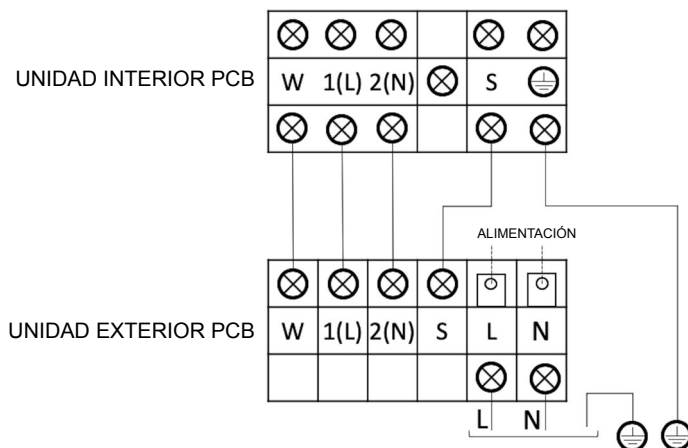 UNIDAD INTERIOR PCB
W 1(L) 2(N) S
ALIMENTACIÓN
UNIDAD EXTERIOR PCB
W 1(L) 2(N) S L N
L N